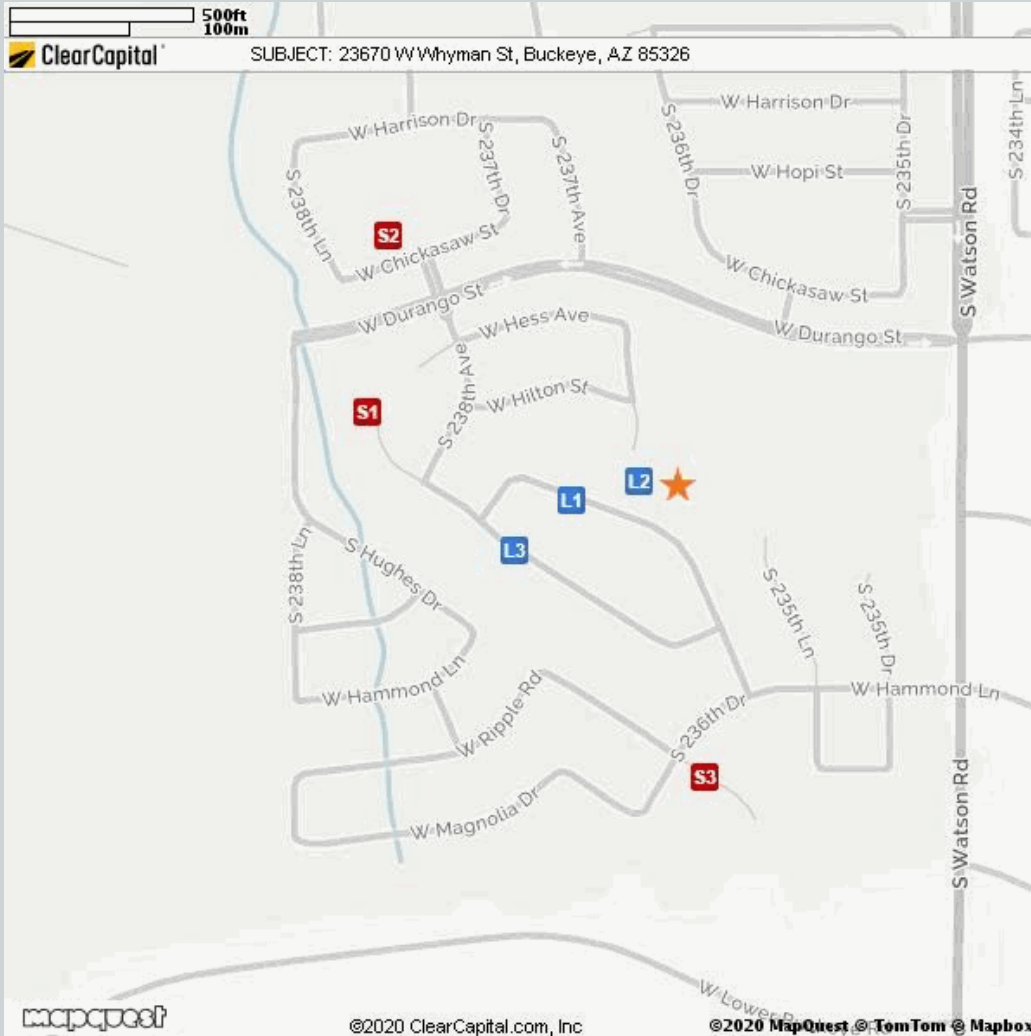 500ft
100m
ClearCapital
SUBJECT: 23670 W Whyman St, Buckeye, AZ 85326
W Harrison Dr
S 234th Ln
W Harrison Dr
S 236th Dr
S 235th Dr
S 237th Dr
S 237th Ave
W Hopi St
S 238th Ln
S2
W Chickasaw St
S Watson Rd
W Chickasaw St
W Durango St
W Hess Ave
W Durango St
S 238th Ave
W Hilton St
S1
L2
L1
L3
S 238th Ln
S Hughes Dr
S 235th Ln
S 235th Dr
W Hammond Ln
W Hammond Ln
W Ripple Rd
S 236th Dr
S3
W Magnolia Dr
S Watson Rd
W Lower
mapquest
©2020 ClearCapital.com, Inc
©2020 MapQuest © TomTom © Mapbox